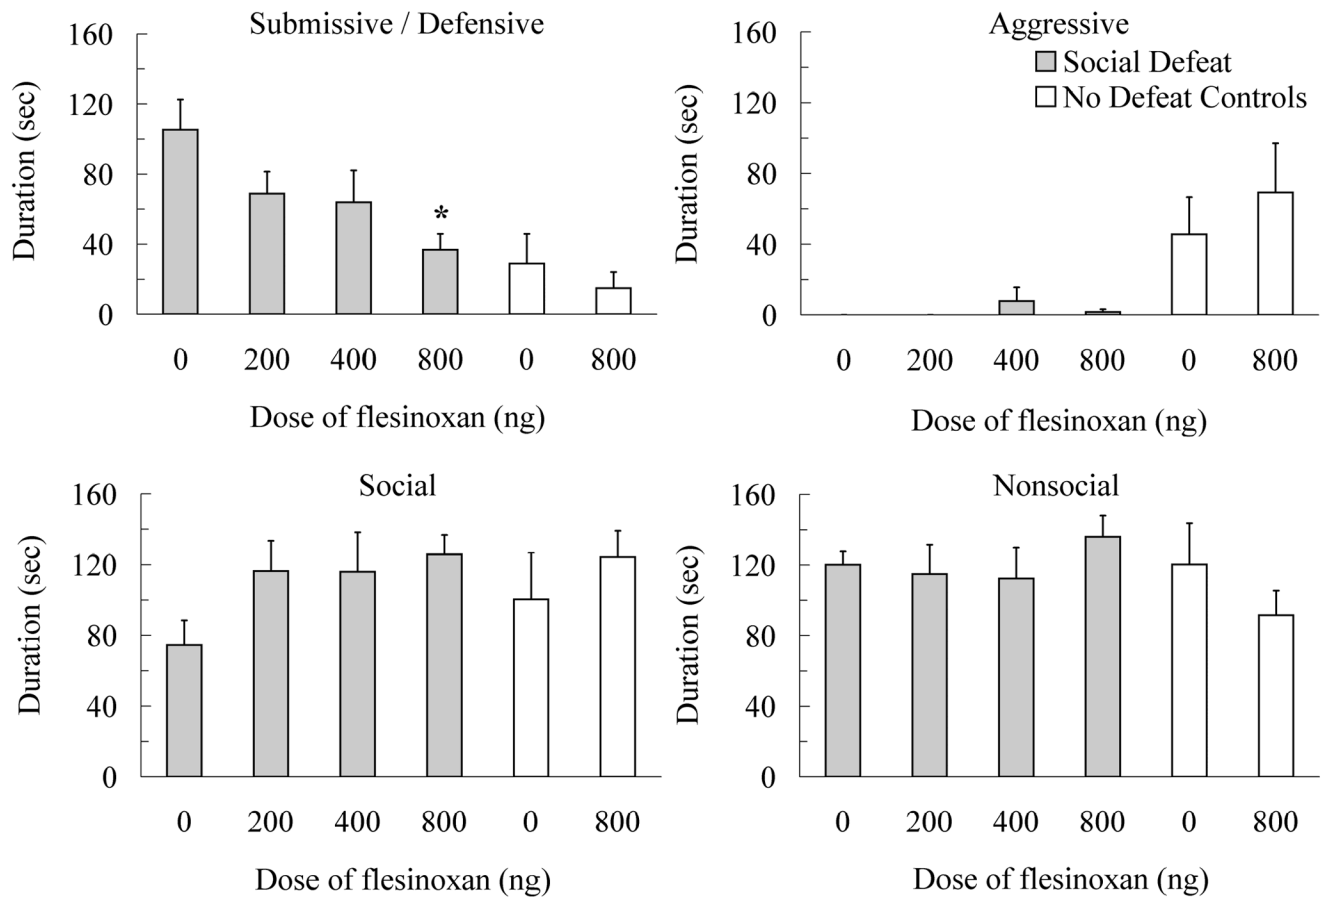 Submissive / Defensive
160
120
80
40
0
Duration (sec)
*
0 200 400 800 0 800
Dose of flesinoxan (ng)
Aggressive
Social Defeat
No Defeat Controls
160
120
80
40
0
Duration (sec)
0 200 400 800 0 800
Dose of flesinoxan (ng)
Social
160
120
80
40
0
Duration (sec)
0 200 400 800 0 800
Dose of flesinoxan (ng)
Nonsocial
160
120
80
40
0
Duration (sec)
0 200 400 800 0 800
Dose of flesinoxan (ng)